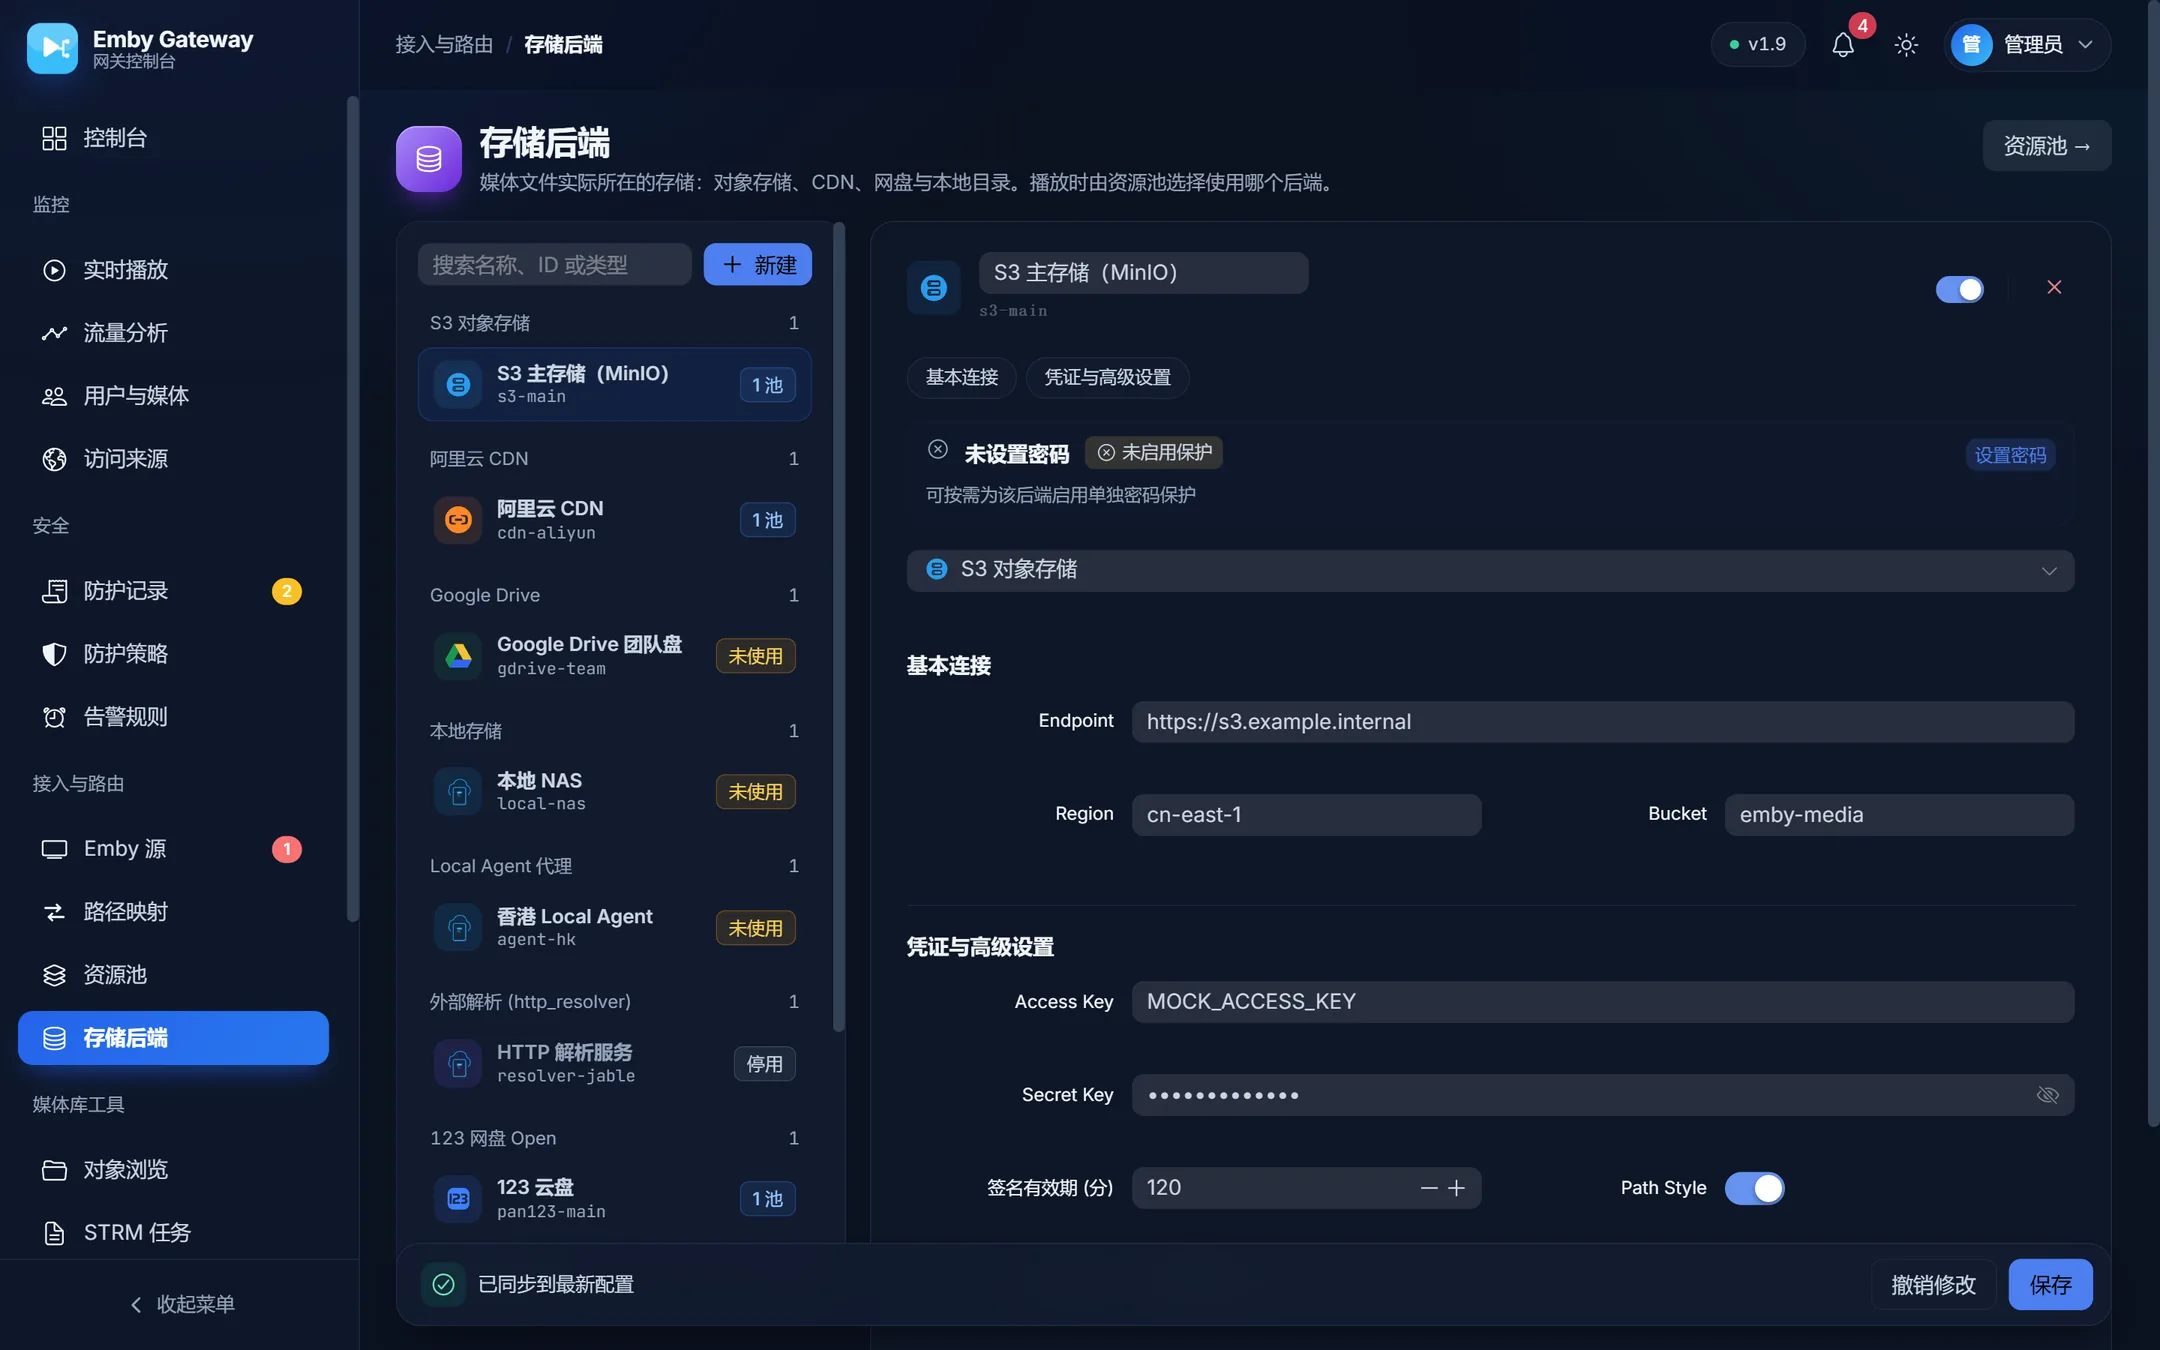 Emby Gateway
网关控制台
控制台
监控
实时播放
流量分析
用户与媒体
访问来源
安全
防护记录
2
防护策略
告警规则
接入与路由
Emby 源
1
路径映射
资源池
存储后端
媒体库工具
对象浏览
STRM 任务
收起菜单
接入与路由 / 存储后端
v1.9
4
管
管理员
存储后端
媒体文件实际所在的存储：对象存储、CDN、网盘与本地目录。播放时由资源池选择使用哪个后端。
资源池 →
搜索名称、ID 或类型
+ 新建
S3 对象存储
1
S3 主存储（MinIO）
s3-main
1 池
阿里云 CDN
1
阿里云 CDN
cdn-aliyun
1 池
Google Drive
1
Google Drive 团队盘
gdrive-team
未使用
本地存储
1
本地 NAS
local-nas
未使用
Local Agent 代理
1
香港 Local Agent
agent-hk
未使用
外部解析 (http_resolver)
1
HTTP 解析服务
resolver-jable
停用
123 网盘 Open
1
123
123 云盘
pan123-main
1 池
S3 主存储（MinIO）
s3-main
基本连接
凭证与高级设置
未设置密码
未启用保护
设置密码
可按需为该后端启用单独密码保护
S3 对象存储
基本连接
Endpoint
https://s3.example.internal
Region
cn-east-1
Bucket
emby-media
凭证与高级设置
Access Key
MOCK_ACCESS_KEY
Secret Key
•••••••••••••
签名有效期 (分)
120
Path Style
已同步到最新配置
撤销修改
保存